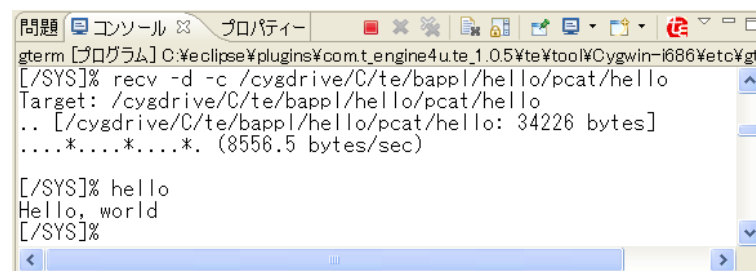 問題 コンソール プロパティー
gterm [プログラム] C:¥eclipse¥plugins¥com.t_engine4u.te_1.0.5¥te¥tool¥Cygwin-i686¥etc¥gt
[/SYS]% recv -d -c /cygdrive/C/te/bappl/hello/pcat/hello
Target: /cygdrive/C/te/bappl/hello/pcat/hello
.. [/cygdrive/C/te/bappl/hello/pcat/hello: 34226 bytes]
....*....*....*. (8556.5 bytes/sec)
[/SYS]% hello
Hello, world
[/SYS]%